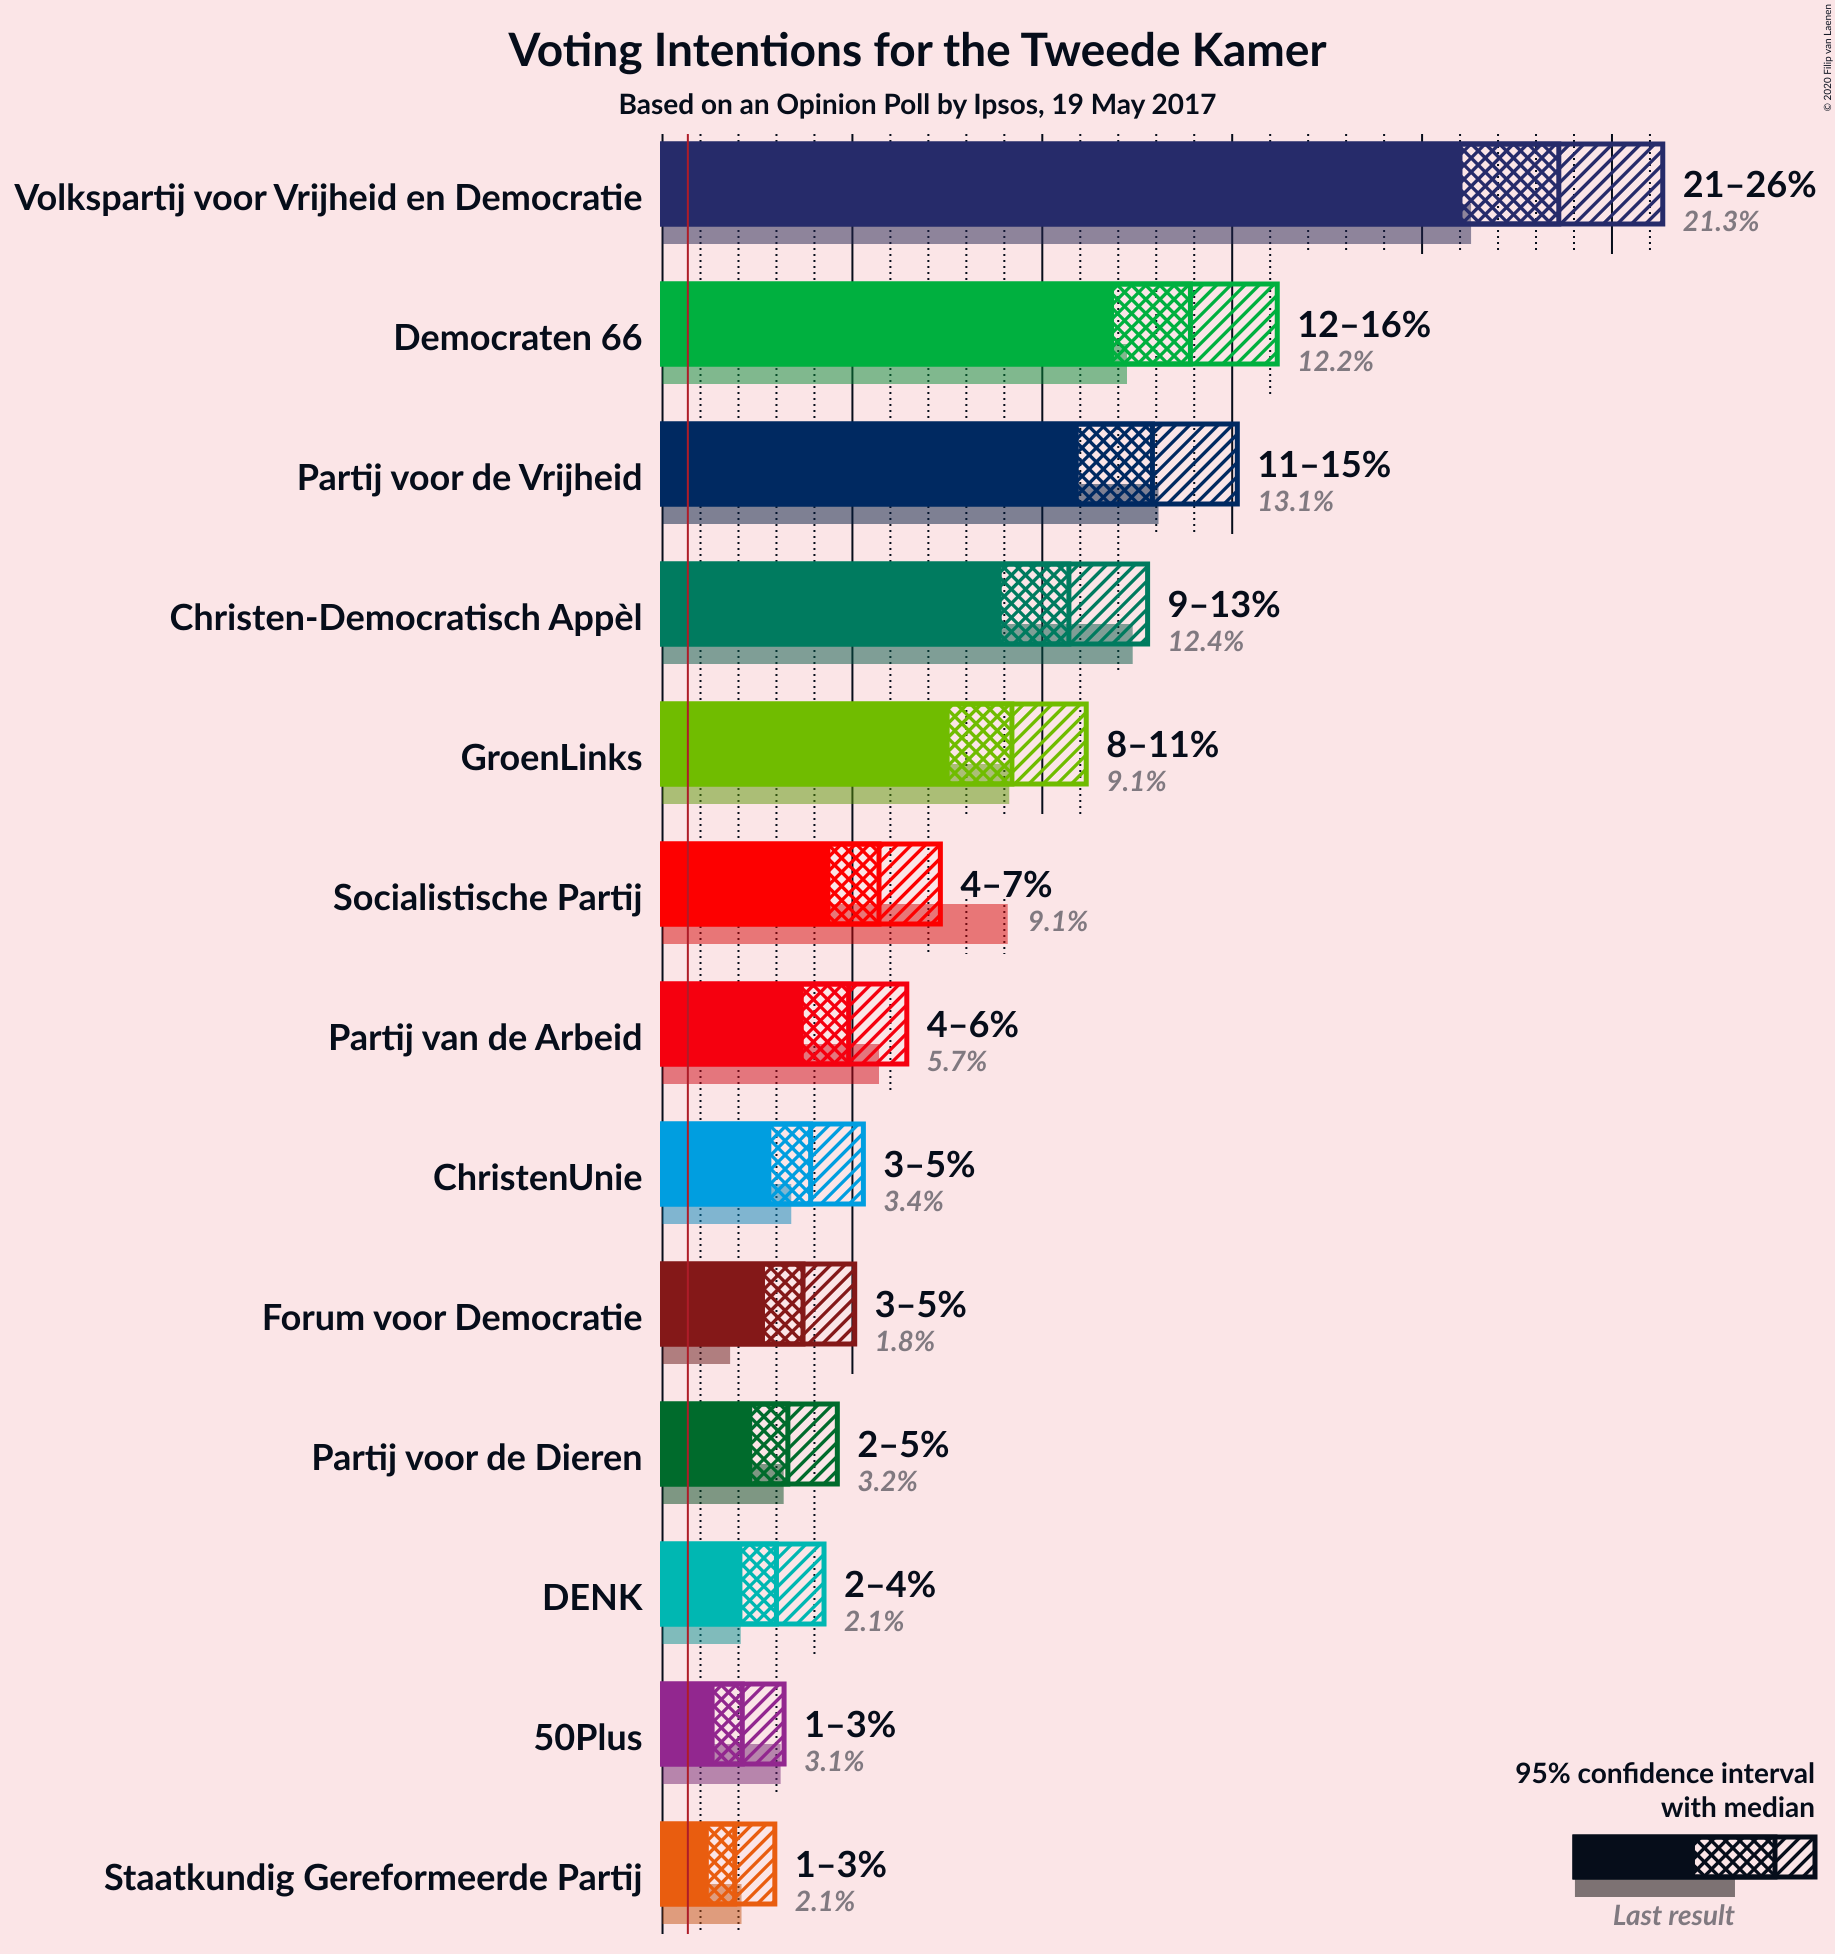 Voting Intentions for the Tweede Kamer
Based on an Opinion Poll by Ipsos, 19 May 2017
© 2020 Filip van Laenen
Volkspartij voor Vrijheid en Democratie
21–26%
21.3%
Democraten 66
12–16%
12.2%
Partij voor de Vrijheid
11–15%
13.1%
Christen-Democratisch Appèl
9–13%
12.4%
GroenLinks
8–11%
9.1%
Socialistische Partij
4–7%
9.1%
Partij van de Arbeid
4–6%
5.7%
ChristenUnie
3–5%
3.4%
Forum voor Democratie
3–5%
1.8%
Partij voor de Dieren
2–5%
3.2%
DENK
2–4%
2.1%
50Plus
1–3%
3.1%
Staatkundig Gereformeerde Partij
1–3%
2.1%
95% confidence interval
with median
Last result